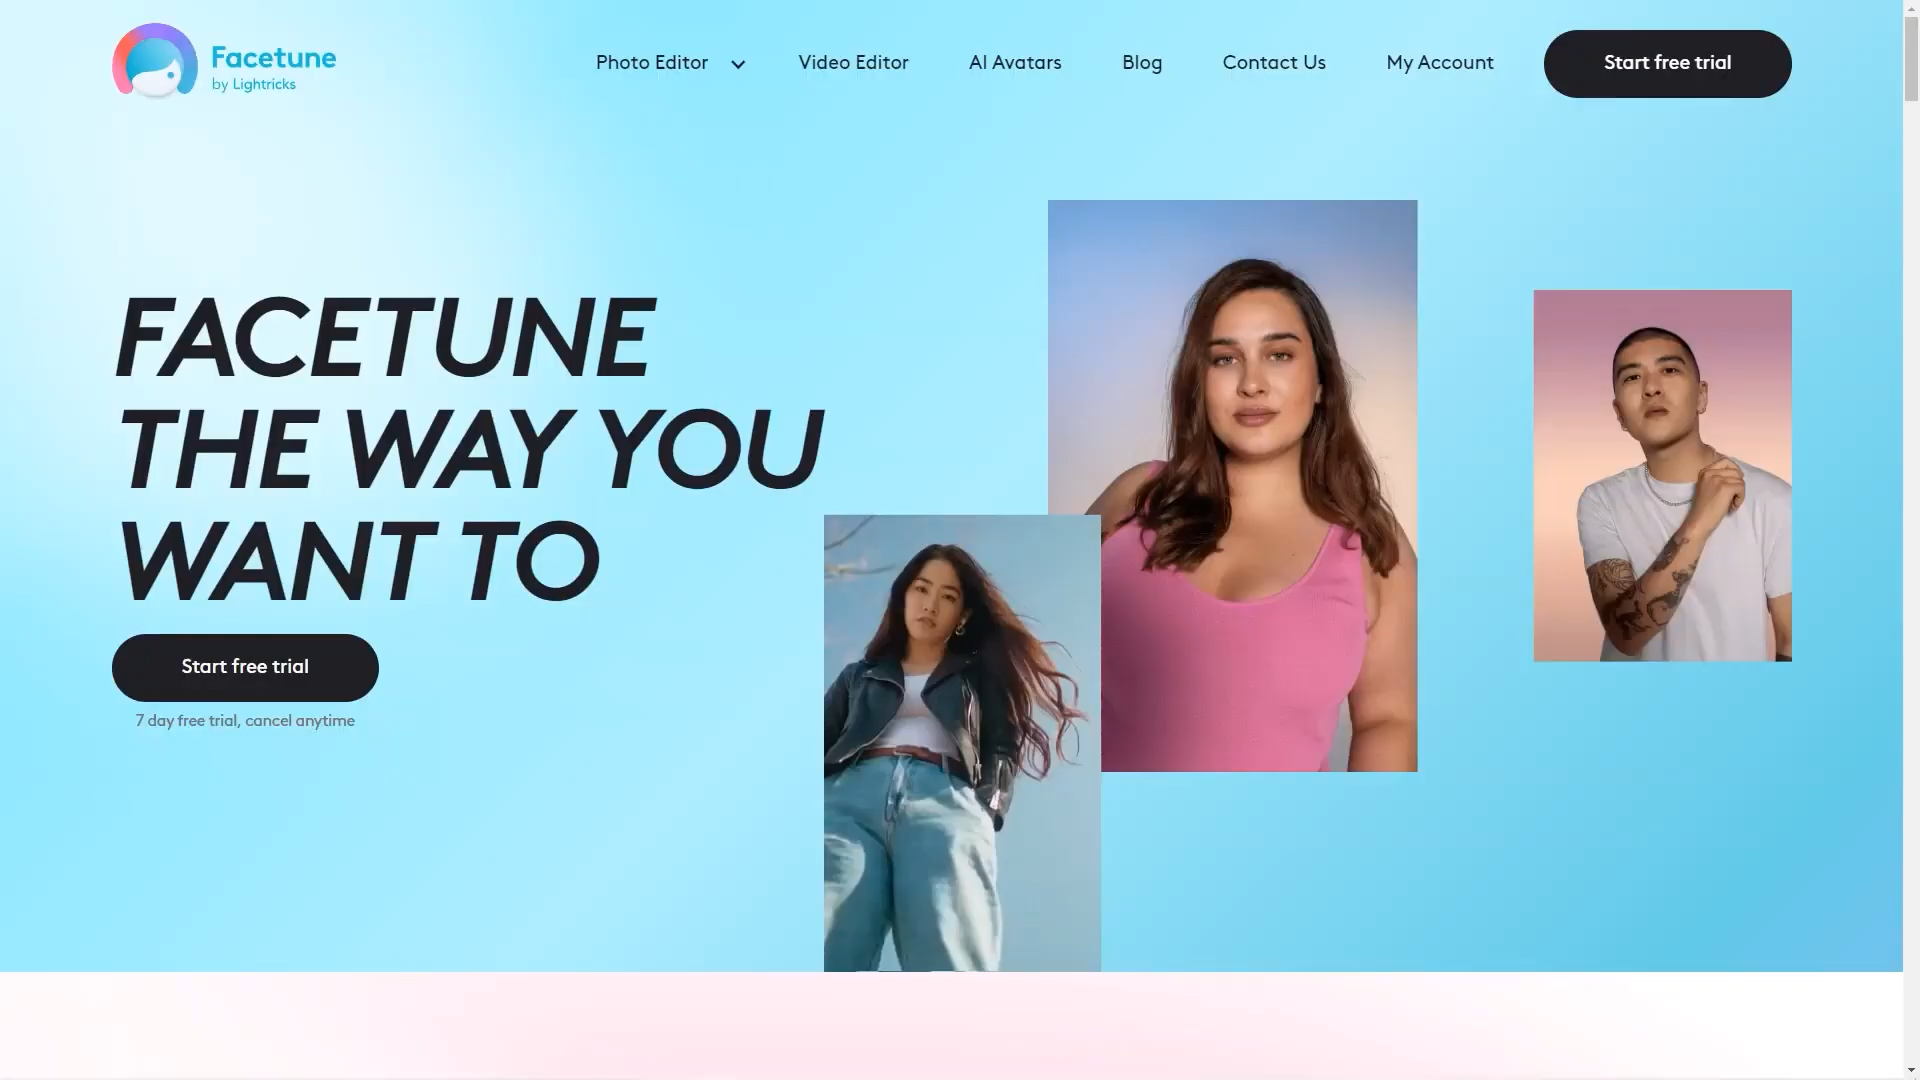 Facetune
by Lightricks
Photo Editor
Video Editor
AI Avatars
Blog
Contact Us
My Account
Start free trial
FACETUNE
THE WAY YOU
WANT TO
Start free trial
7 day free trial, cancel anytime